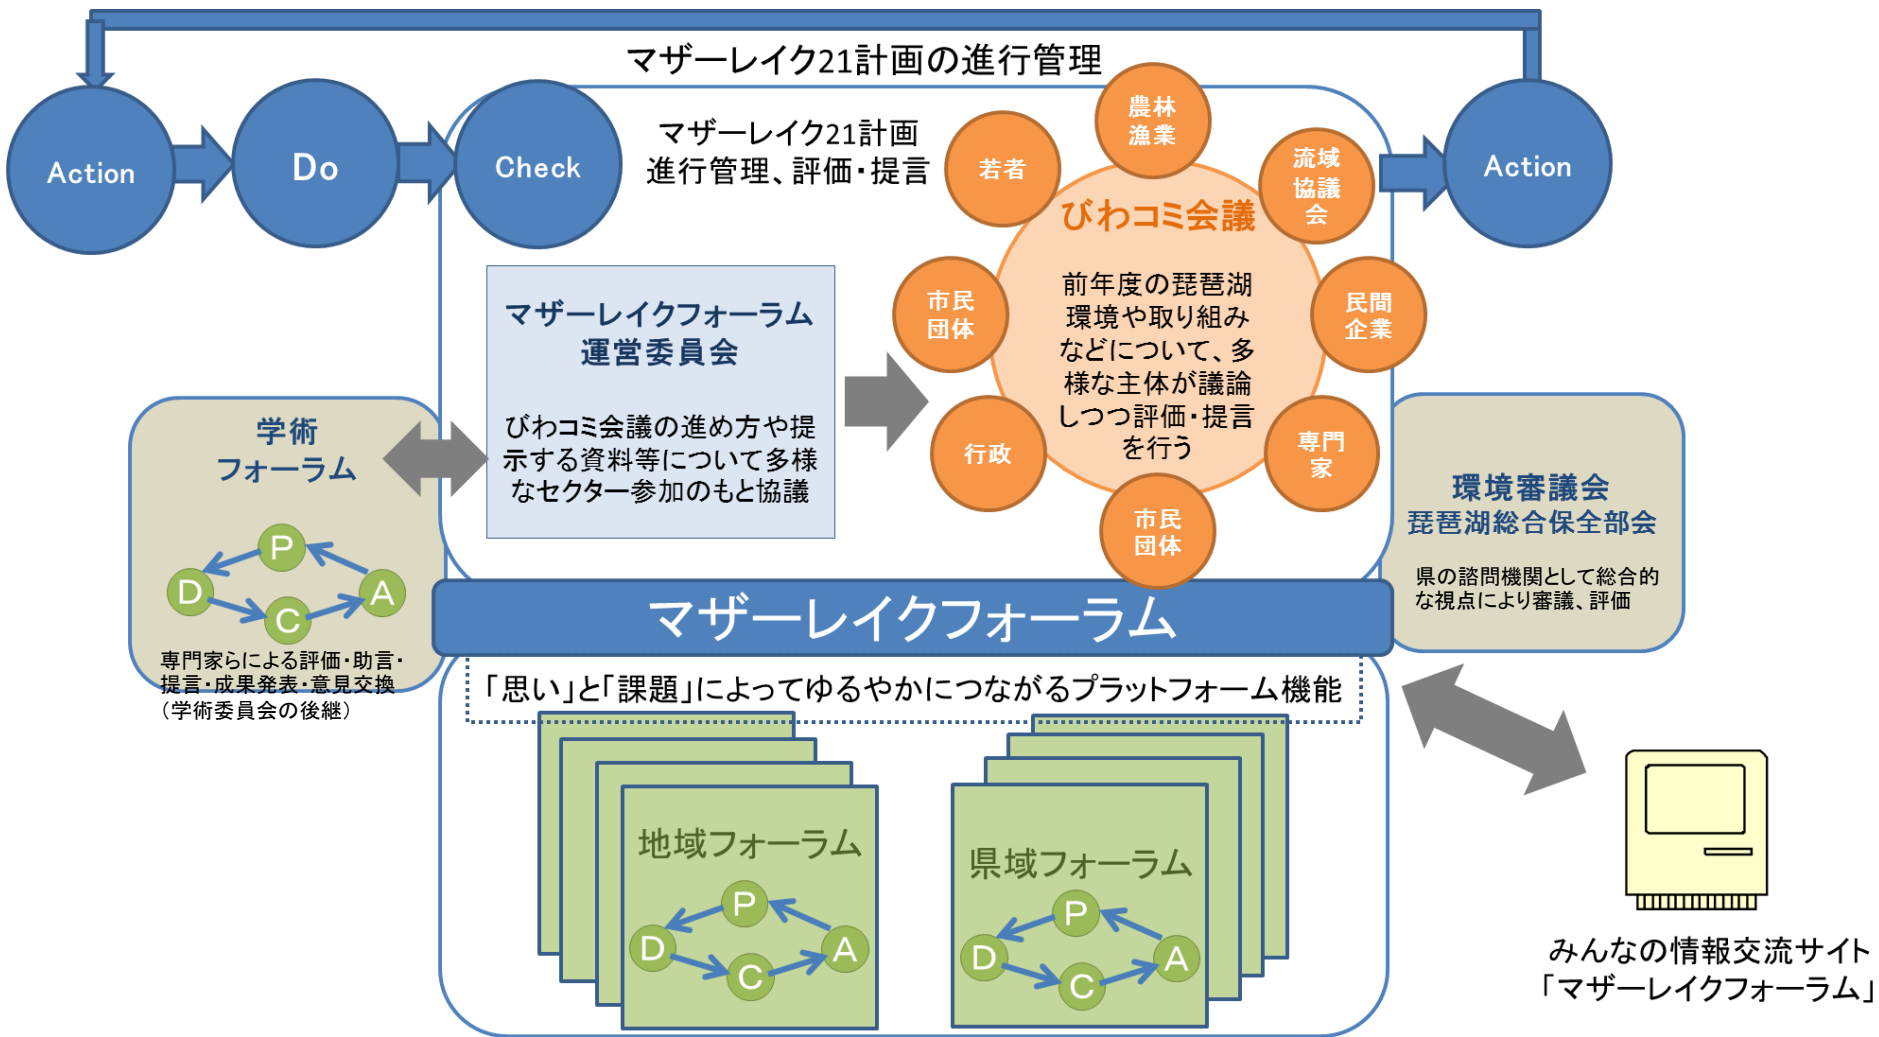 マザーレイク21計画の進行管理
Action
Do
Check
Action
マザーレイク21計画
進行管理、評価・提言
農林
漁業
若者
流域
協議
会
市民
団体
民間
企業
行政
専門
家
市民
団体
びわコミ会議
前年度の琵琶湖
環境や取り組み
などについて、多
様な主体が議論
しつつ評価・提言
を行う
マザーレイクフォーラム
運営委員会
びわコミ会議の進め方や提
示する資料等について多様
なセクター参加のもと協議
学術
フォーラム
P
D
A
C
専門家らによる評価・助言・
提言・成果発表・意見交換
（学術委員会の後継）
環境審議会
琵琶湖総合保全部会
県の諮問機関として総合的
な視点により審議、評価
マザーレイクフォーラム
「思い」と「課題」によってゆるやかにつながるプラットフォーム機能
地域フォーラム
P
D
A
C
県域フォーラム
P
D
A
C
みんなの情報交流サイト
「マザーレイクフォーラム」